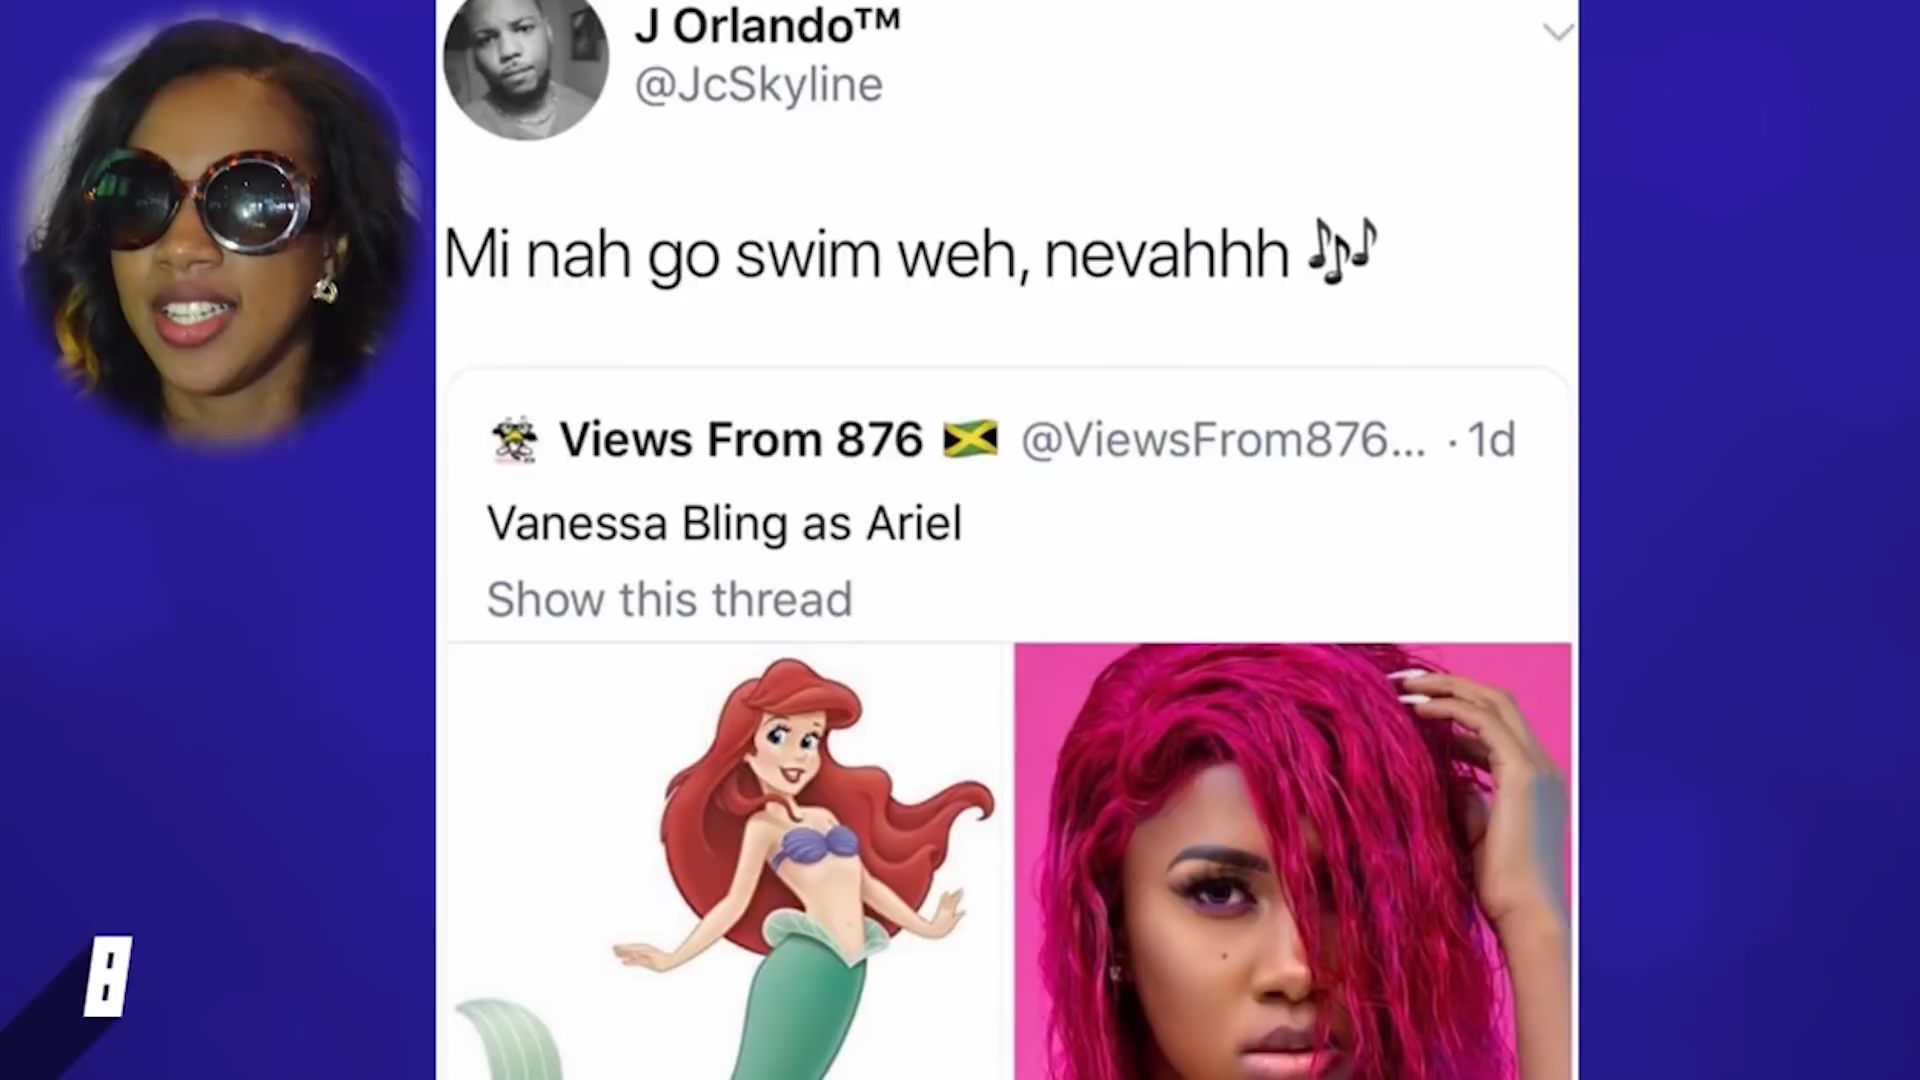 J Orlando™
@JcSkyline
Mi nah go swim weh, nevahhh 🎶
Views From 876 🇯🇲 @ViewsFrom876... · 1d
Vanessa Bling as Ariel
Show this thread
8